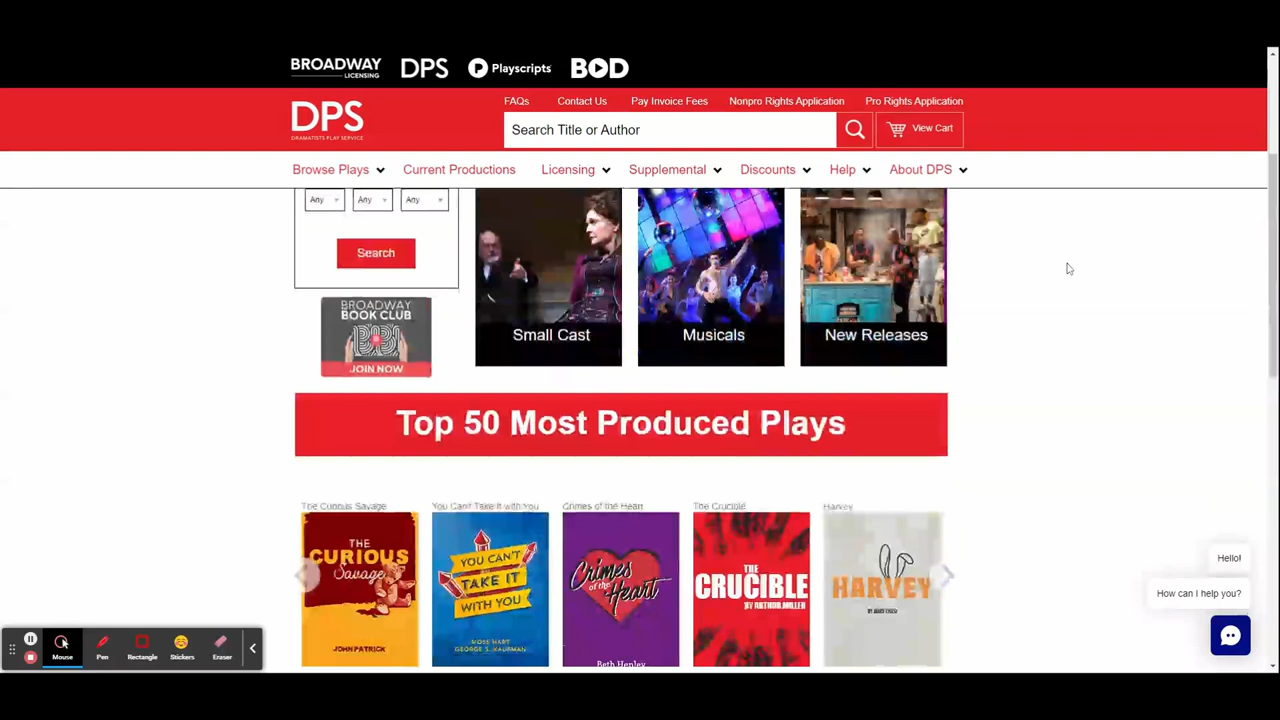 BROADWAY
LICENSING
DPS
Playscripts
BOD
DPS
DRAMATISTS PLAY SERVICE
FAQs
Contact Us
Pay Invoice Fees
Nonpro Rights Application
Pro Rights Application
Search Title or Author
View Cart
Browse Plays
Current Productions
Licensing
Supplemental
Discounts
Help
About DPS
Any
Any
Any
Search
BROADWAY
BOOK CLUB
JOIN NOW
Small Cast
Musicals
New Releases
Top 50 Most Produced Plays
The Curious Savage
You Can't Take It with You
Crimes of the Heart
The Crucible
Harvey
THE
CURIOUS
Savage
JOHN PATRICK
YOU CAN'T
TAKE IT
WITH YOU
MOSS HART
GEORGE S. KAUFMAN
Crimes
of the Heart
Beth Henley
THE
CRUCIBLE
BY ARTHUR MILLER
HARVEY
BY MARY CHASE
Hello!
How can I help you?
Mouse
Pen
Rectangle
Stickers
Eraser